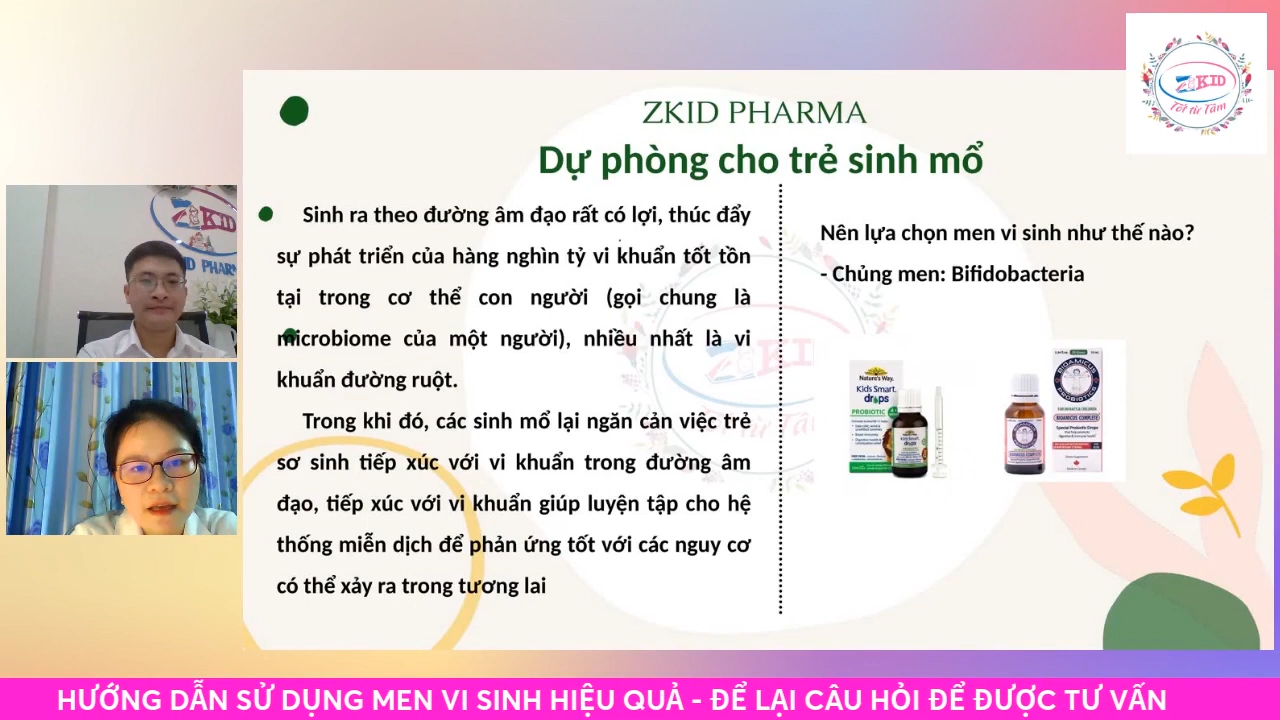 ZKID PHARMA
Dự phòng cho trẻ sinh mổ
Sinh ra theo đường âm đạo rất có lợi, thúc đẩy
sự phát triển của hàng nghìn tỷ vi khuẩn tốt tồn
tại trong cơ thể con người (gọi chung là
microbiome của một người), nhiều nhất là vi
khuẩn đường ruột.
Trong khi đó, các sinh mổ lại ngăn cản việc trẻ
sơ sinh tiếp xúc với vi khuẩn trong đường âm
đạo, tiếp xúc với vi khuẩn giúp luyện tập cho hệ
thống miễn dịch để phản ứng tốt với các nguy cơ
có thể xảy ra trong tương lai
Nên lựa chọn men vi sinh như thế nào?
- Chủng men: Bifidobacteria
Nature's Way.
Kids Smart
drops
PROBIOTIC
BIOAMICUS
PROBIOTICS
BIOAMICUS COMPLETE
ZKID
Tốt từ Tâm
ZKID
ZKID PHARMA
ZKID
Từ Tâm
HƯỚNG DẪN SỬ DỤNG MEN VI SINH HIỆU QUẢ - ĐỂ LẠI CÂU HỎI ĐỂ ĐƯỢC TƯ VẤN